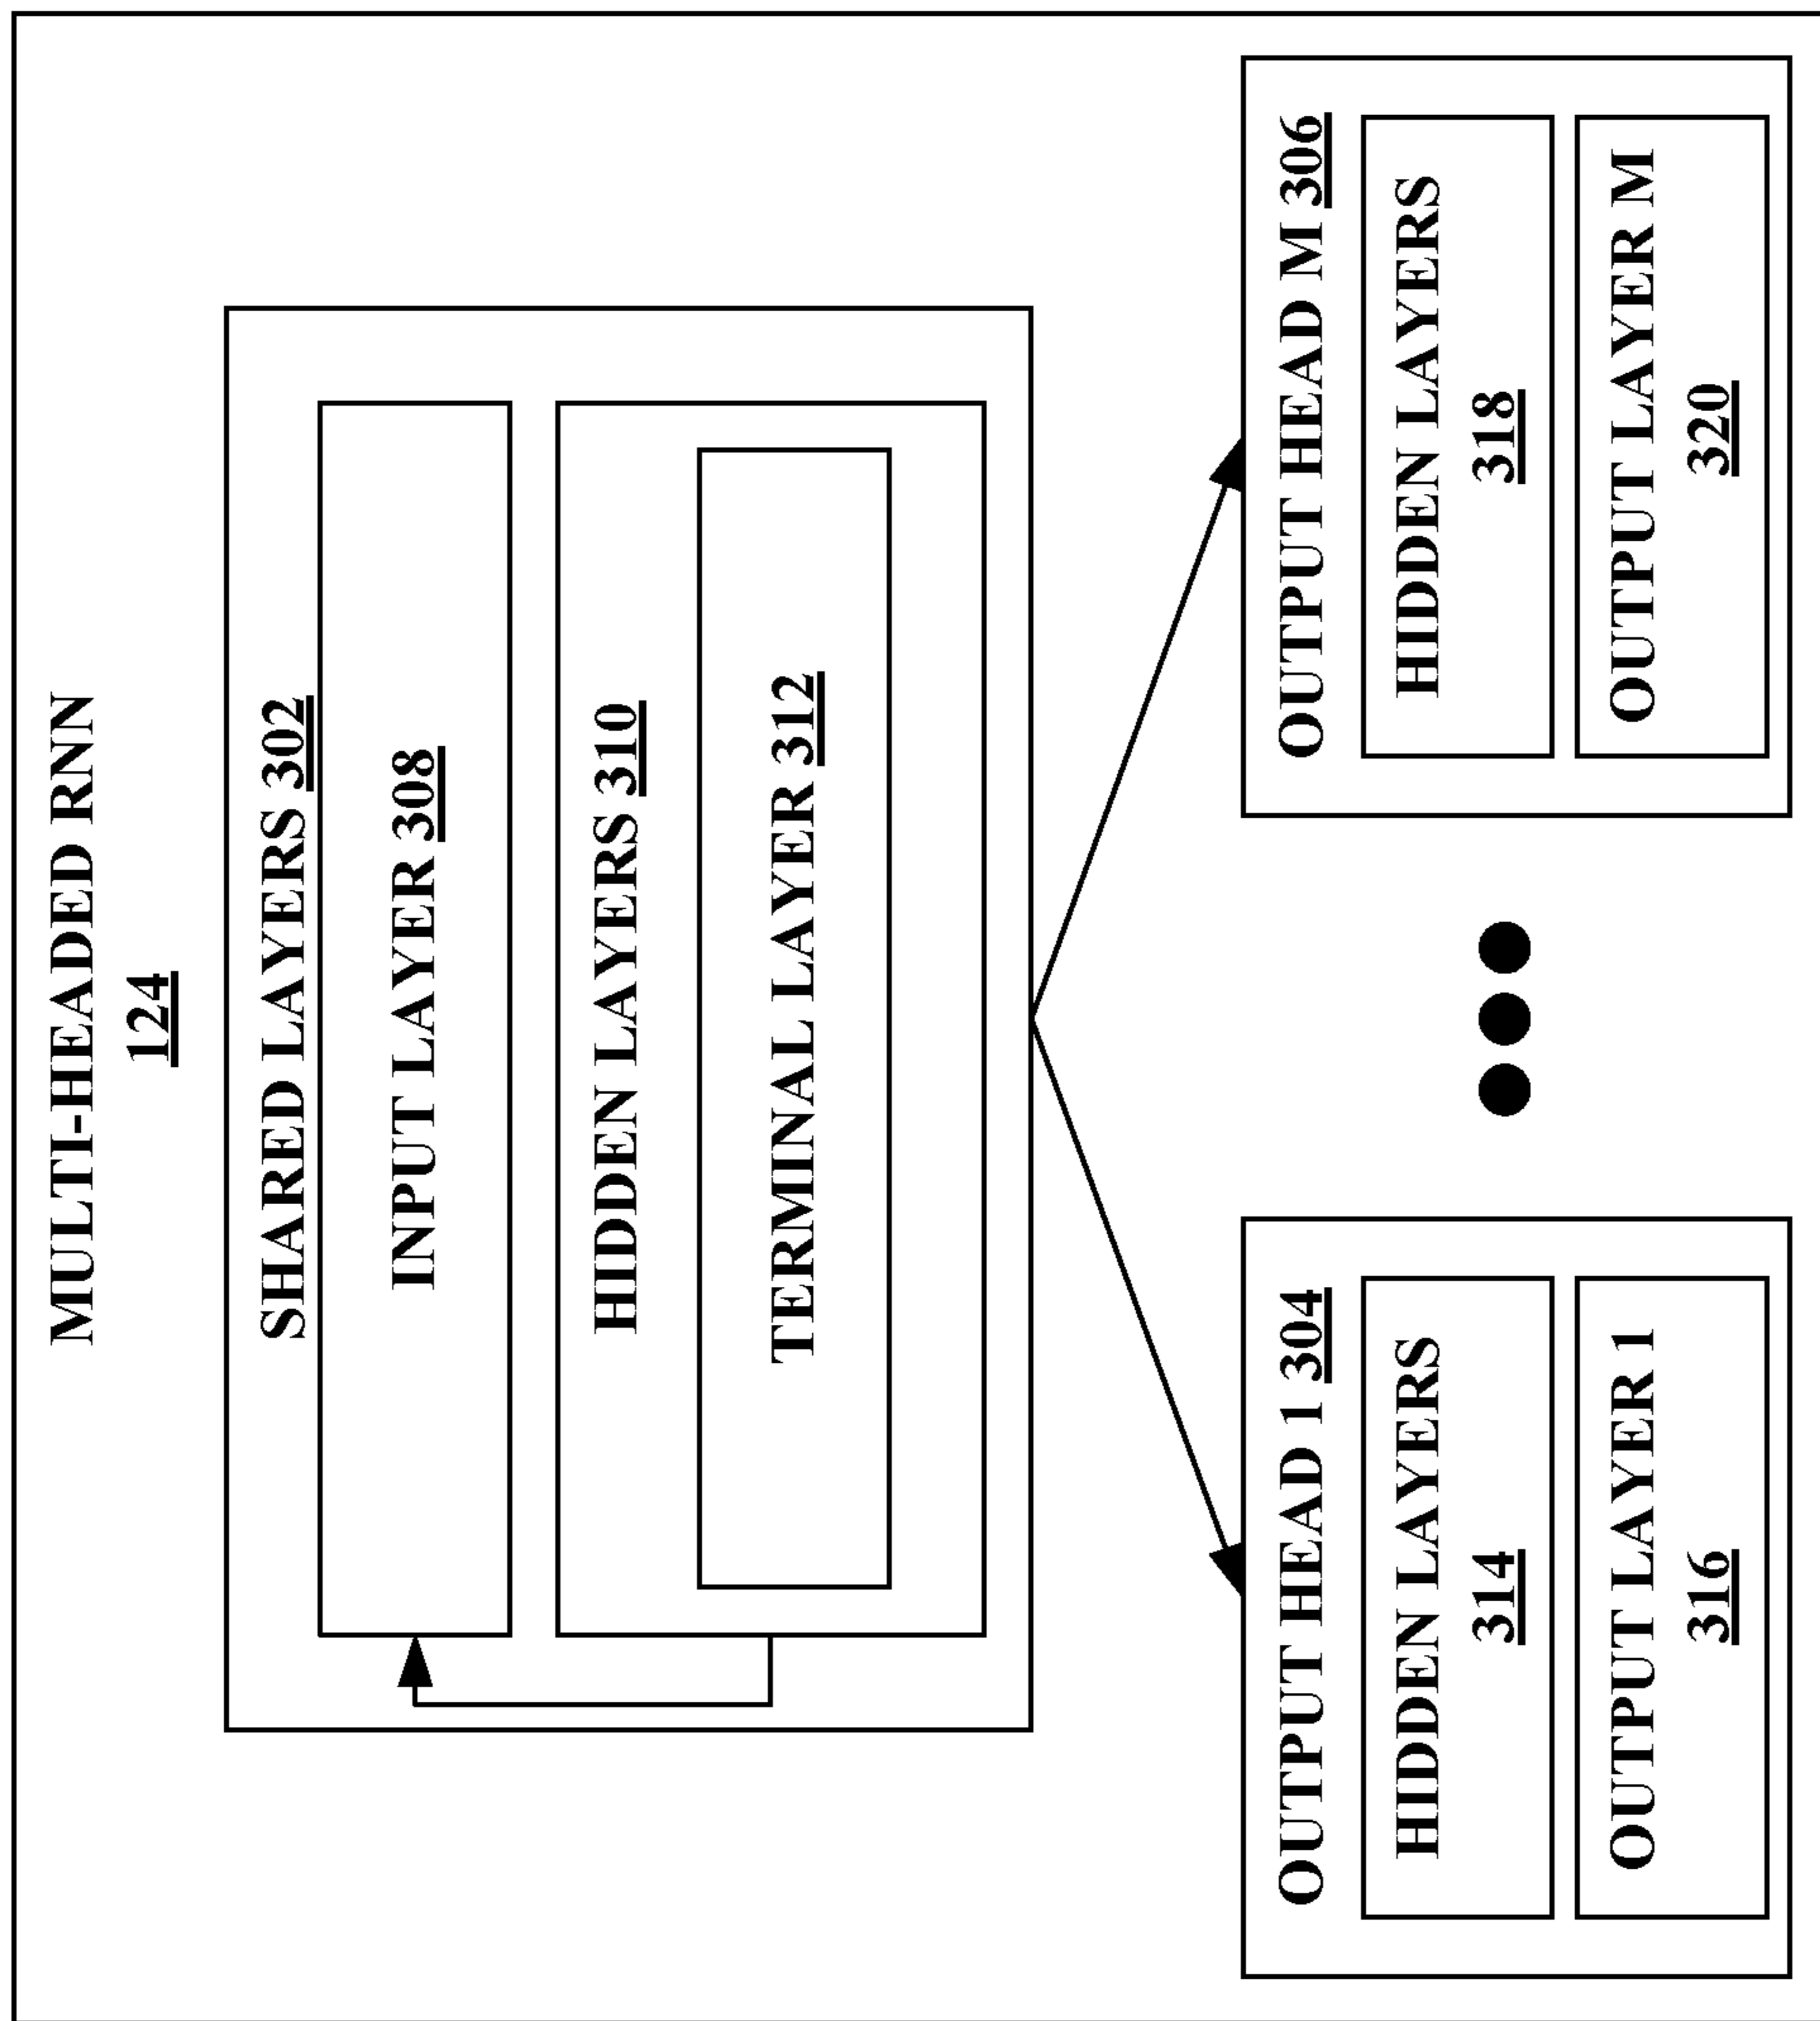 MULTI-HEADED RNN
124
SHARED LAYERS 302
INPUT LAYER 308
HIDDEN LAYERS 310
TERMINAL LAYER 312
OUTPUT HEAD 1 304
HIDDEN LAYERS
314
OUTPUT LAYER 1
316
OUTPUT HEAD M 306
HIDDEN LAYERS
318
OUTPUT LAYER M
320